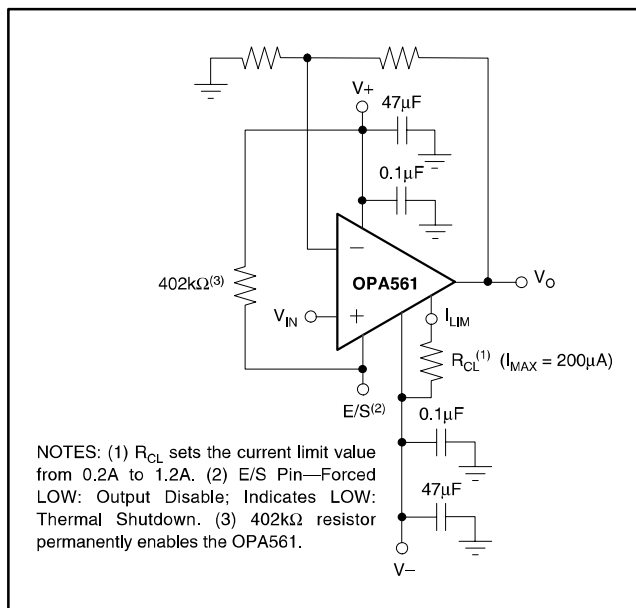 V+
47μF
0.1μF
−
402kΩ(3)
OPA561
VO
VIN
+
ILIM
RCL(1) (IMAX = 200μA)
E/S(2)
0.1μF
47μF
V−
NOTES: (1) RCL sets the current limit value
from 0.2A to 1.2A. (2) E/S Pin—Forced
LOW: Output Disable; Indicates LOW:
Thermal Shutdown. (3) 402kΩ resistor
permanently enables the OPA561.